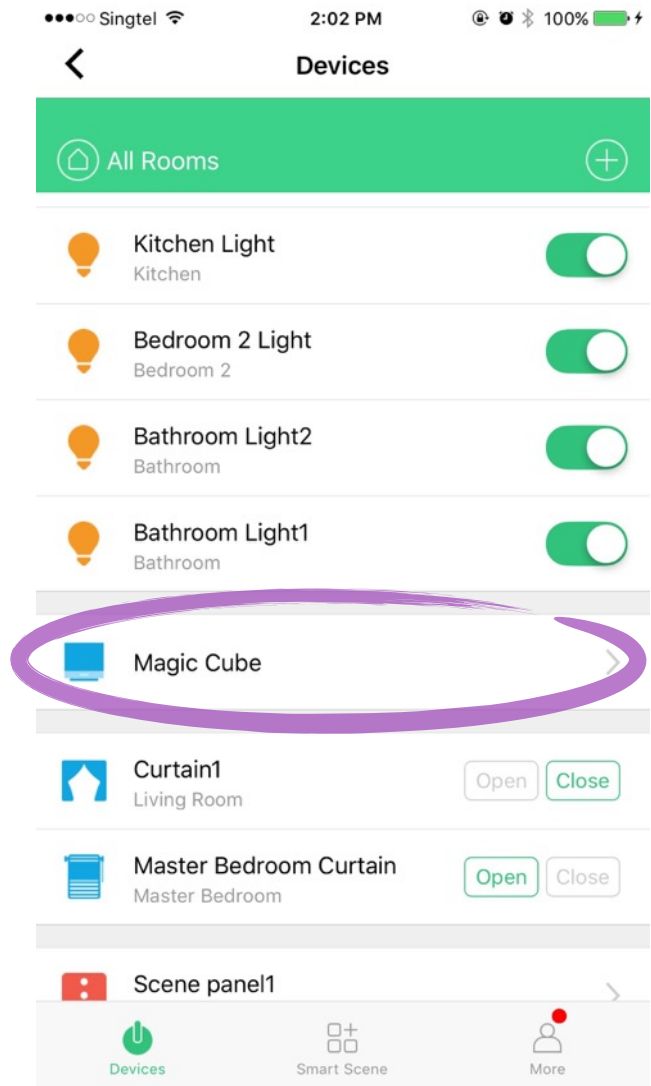 Singtel 2:02 PM 100%
Devices
All Rooms
Kitchen Light
Kitchen
Bedroom 2 Light
Bedroom 2
Bathroom Light2
Bathroom
Bathroom Light1
Bathroom
Magic Cube
Curtain1
Living Room
Open Close
Master Bedroom Curtain
Master Bedroom
Open Close
Scene panel1
Devices Smart Scene More